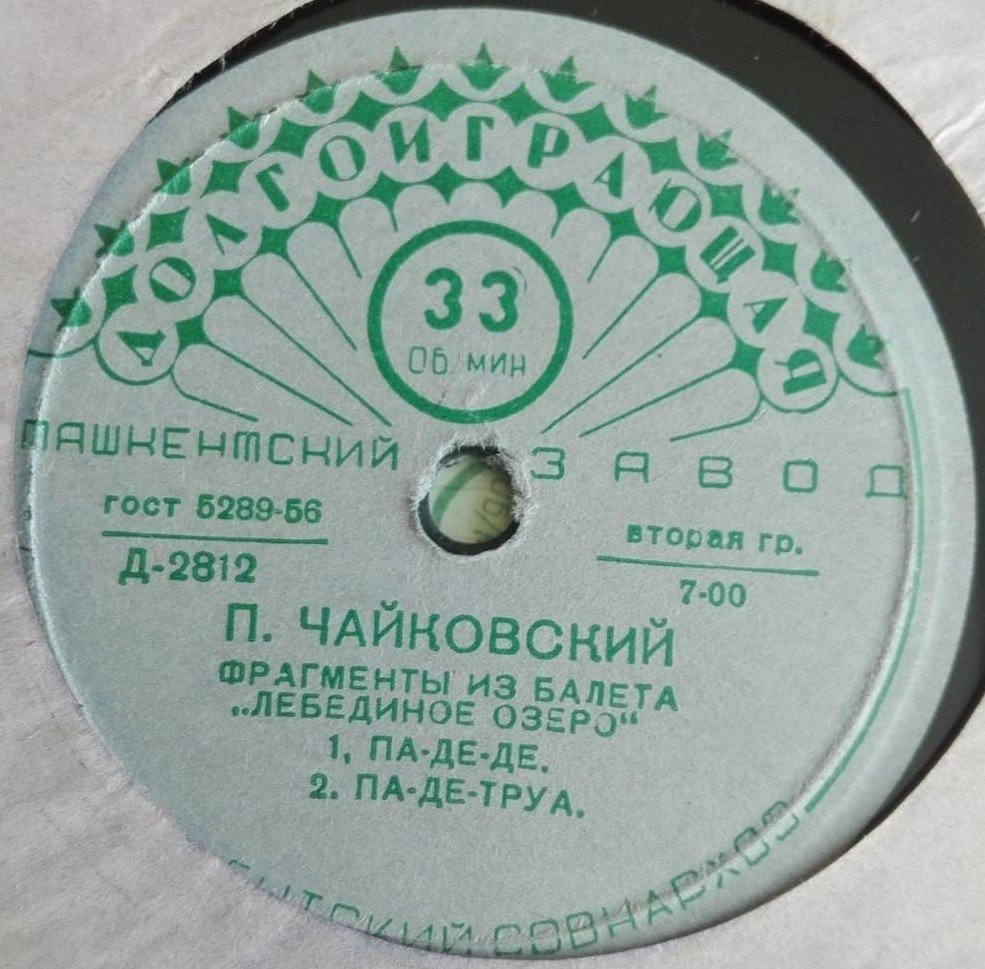 ДОЛГОИГРАЮЩАЯ
33
ОБ/МИН
ТАШКЕНТСКИЙ ЗАВОД
гост 5289-56
Д-2812
вторая гр.
7-00
П. ЧАЙКОВСКИЙ
ФРАГМЕНТЫ ИЗ БАЛЕТА
„ЛЕБЕДИНОЕ ОЗЕРО“
1, ПА-ДЕ-ДЕ.
2. ПА-ДЕ-ТРУА.
СОВНАРХОЗ